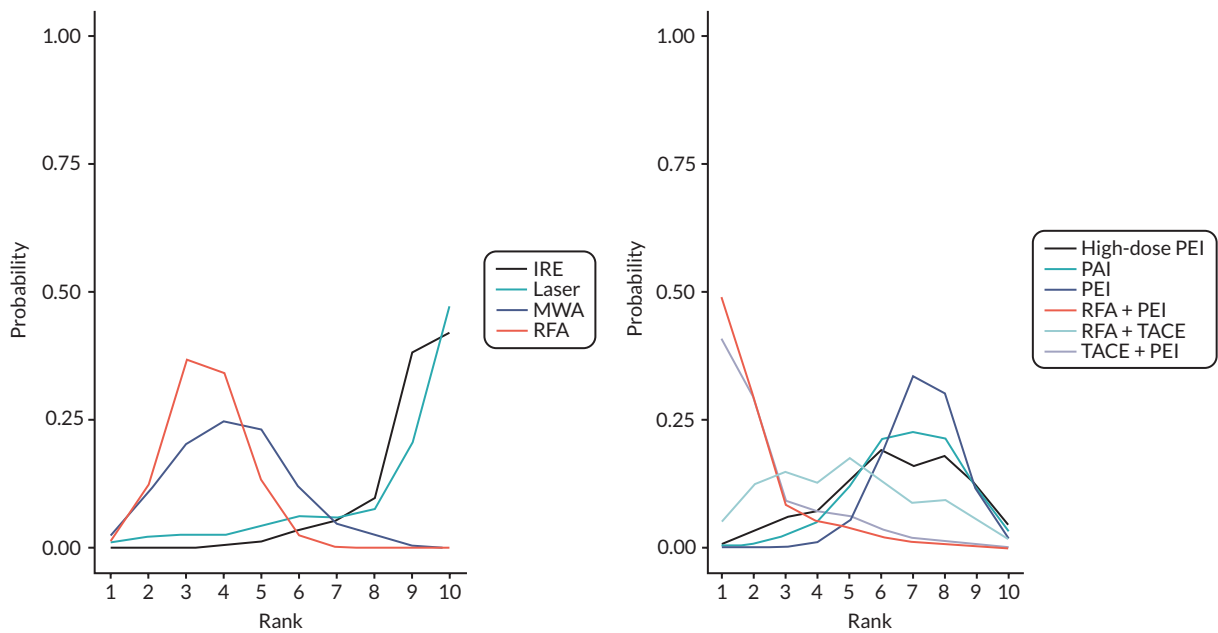 1.00
0.75
0.50
0.25
0.00
Probability
1 2 3 4 5 6 7 8 9 10
Rank
IRE
Laser
MWA
RFA
1.00
0.75
0.50
0.25
0.00
Probability
1 2 3 4 5 6 7 8 9 10
Rank
High-dose PEI
PAI
PEI
RFA + PEI
RFA + TACE
TACE + PEI